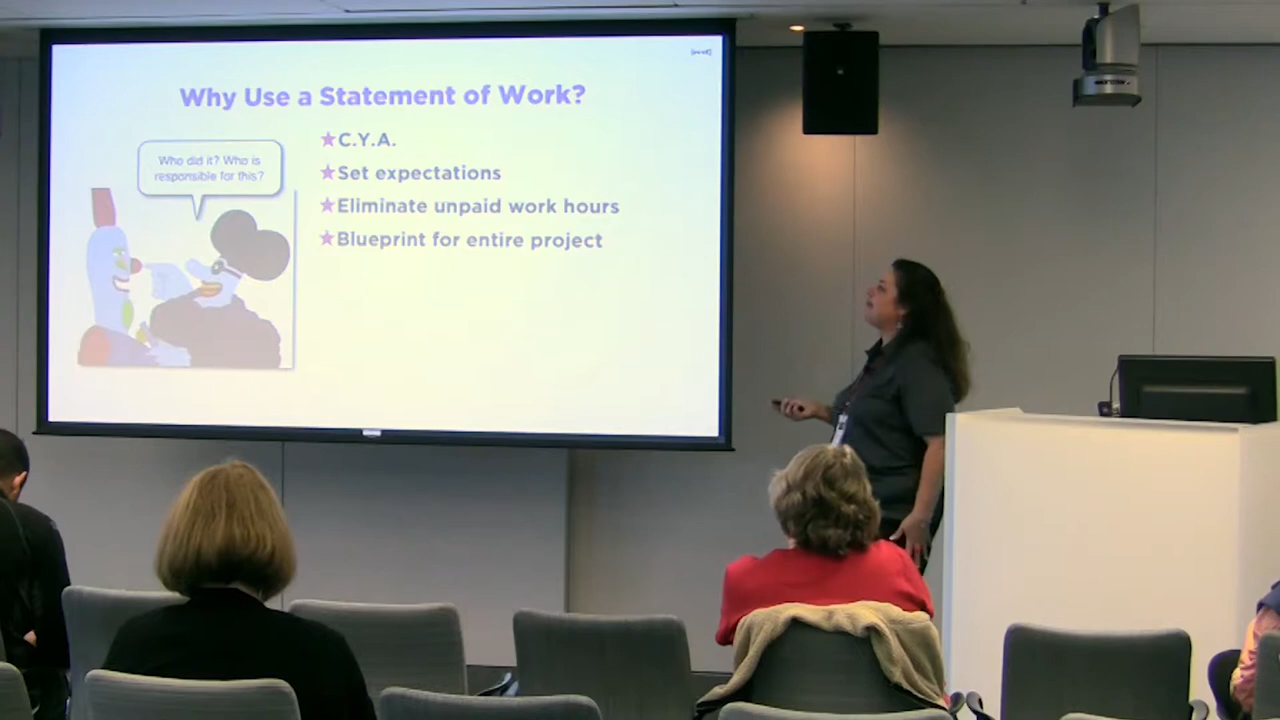 Why Use a Statement of Work?
Who did it? Who is
responsible for this?
★C.Y.A.
★Set expectations
★Eliminate unpaid work hours
★Blueprint for entire project